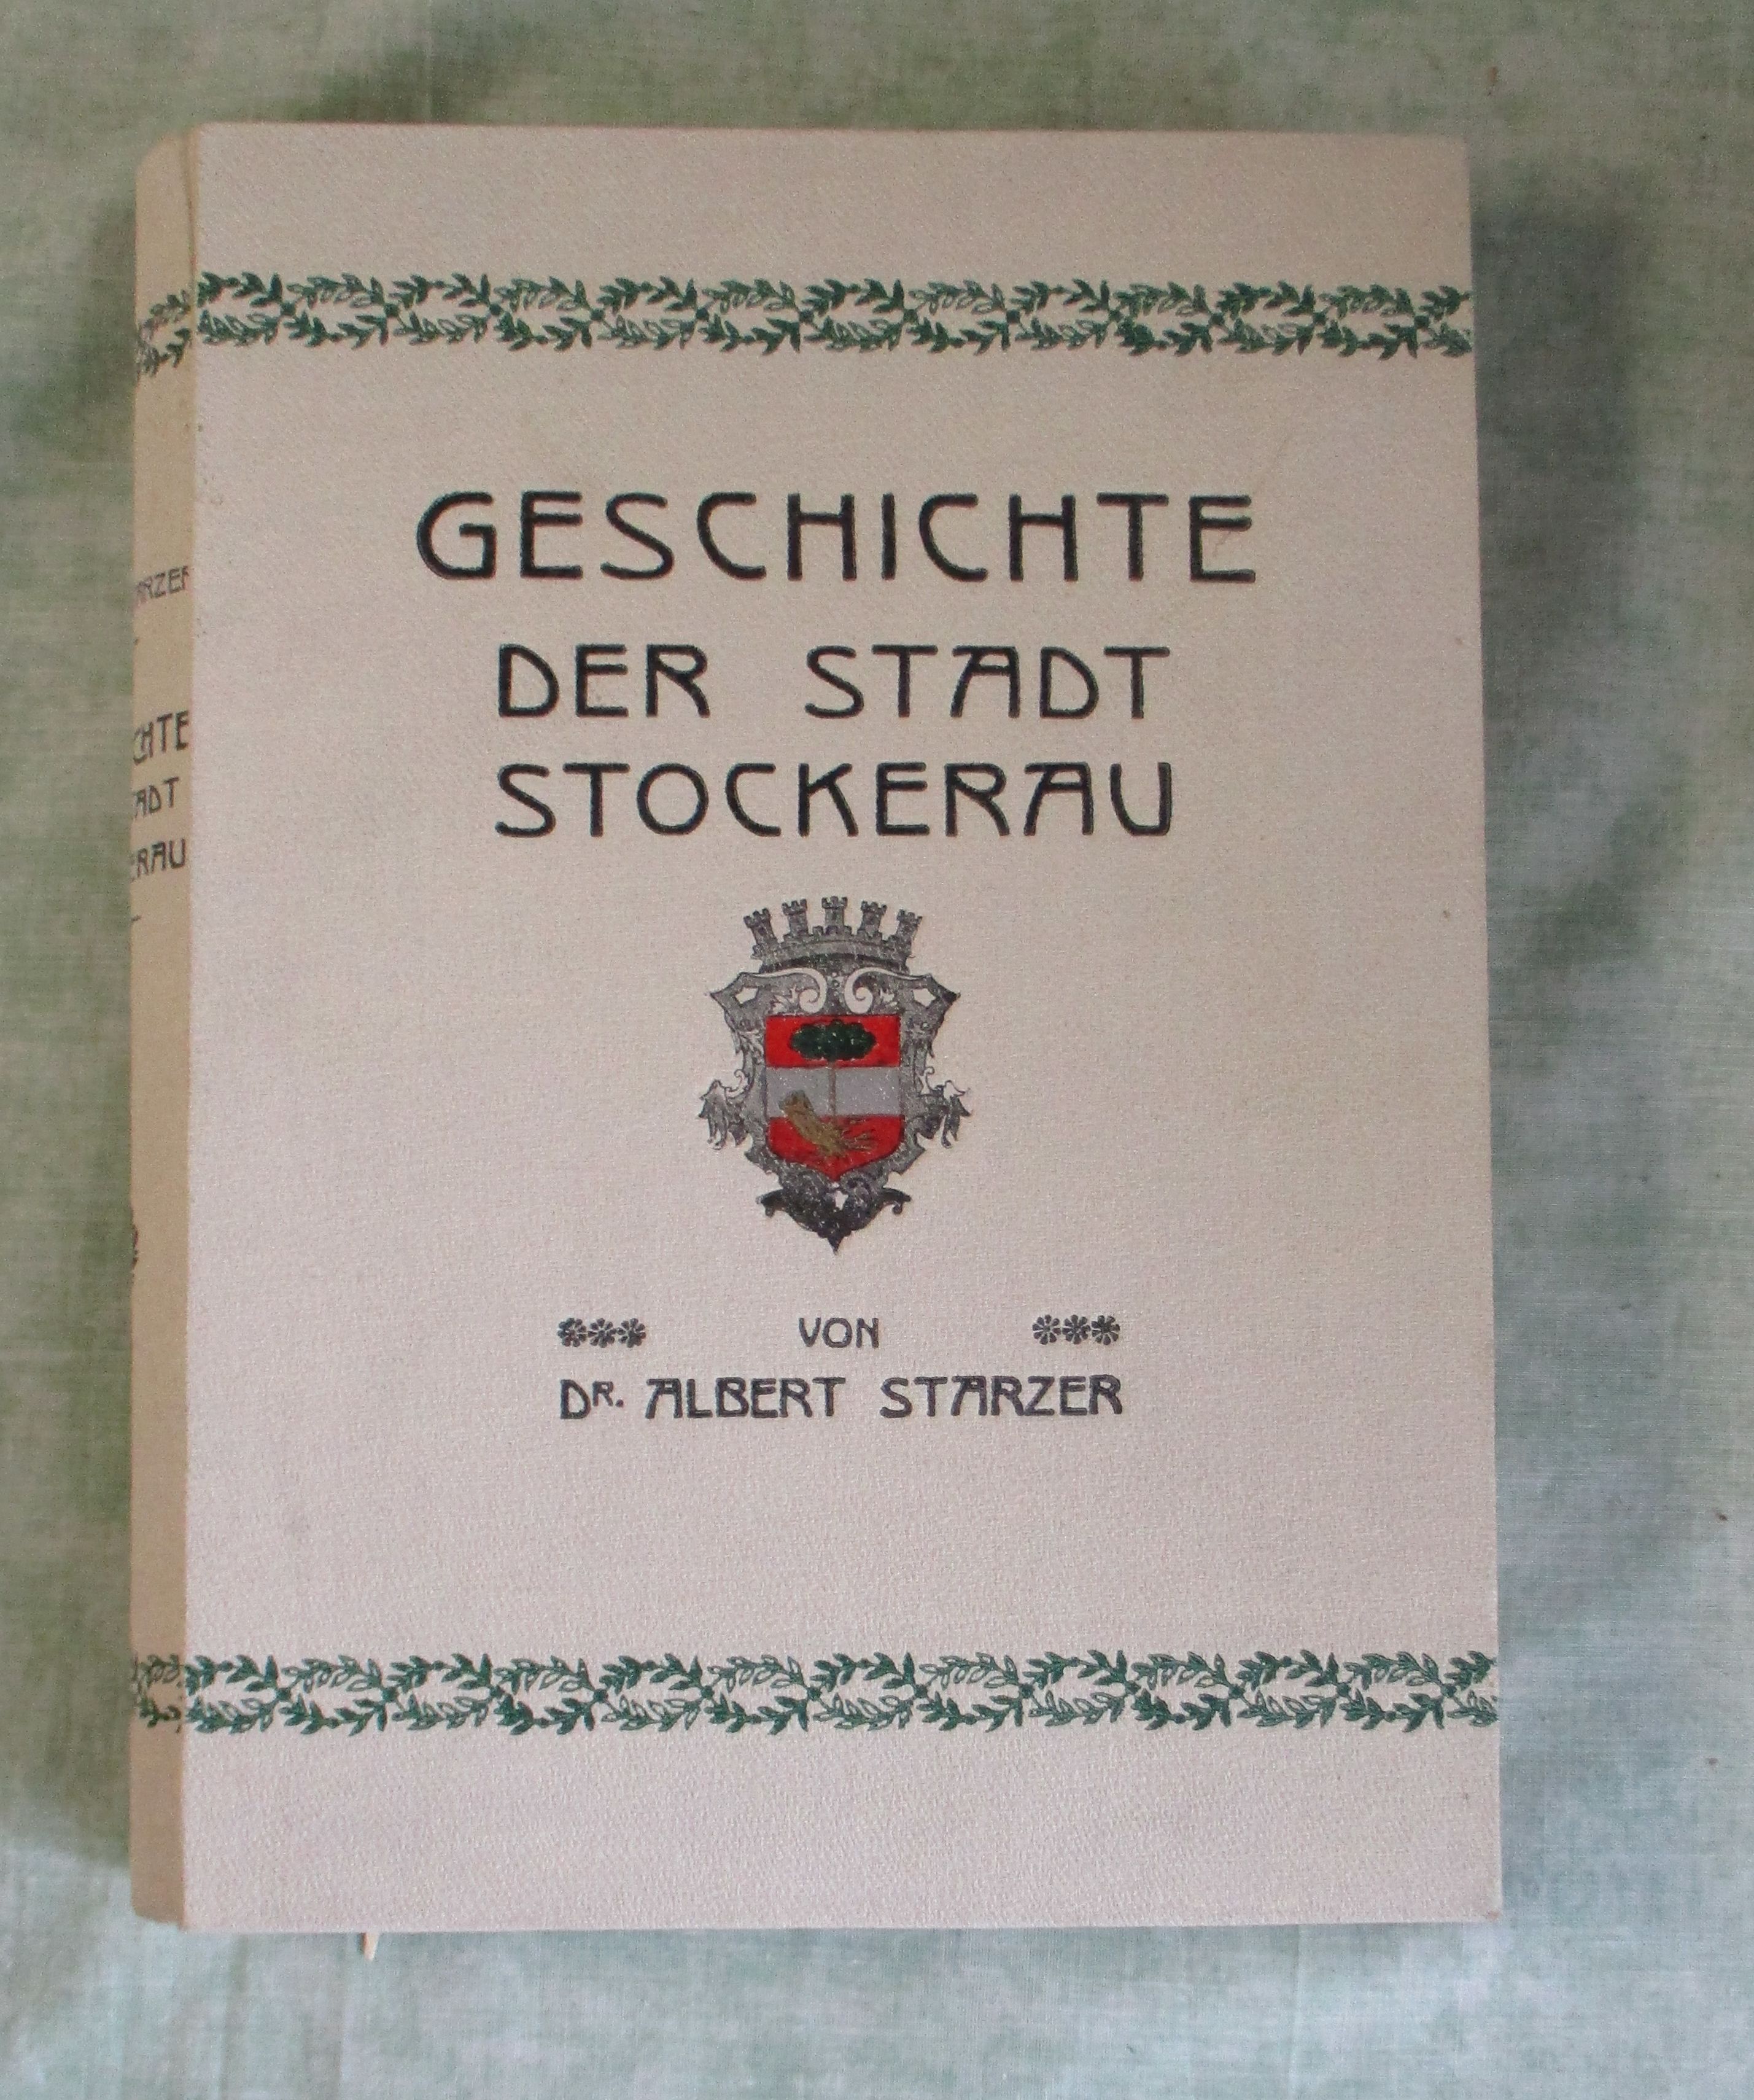 GESCHICHTE
DER STADT
STOCKERAU
VON
DR. ALBERT STARZER